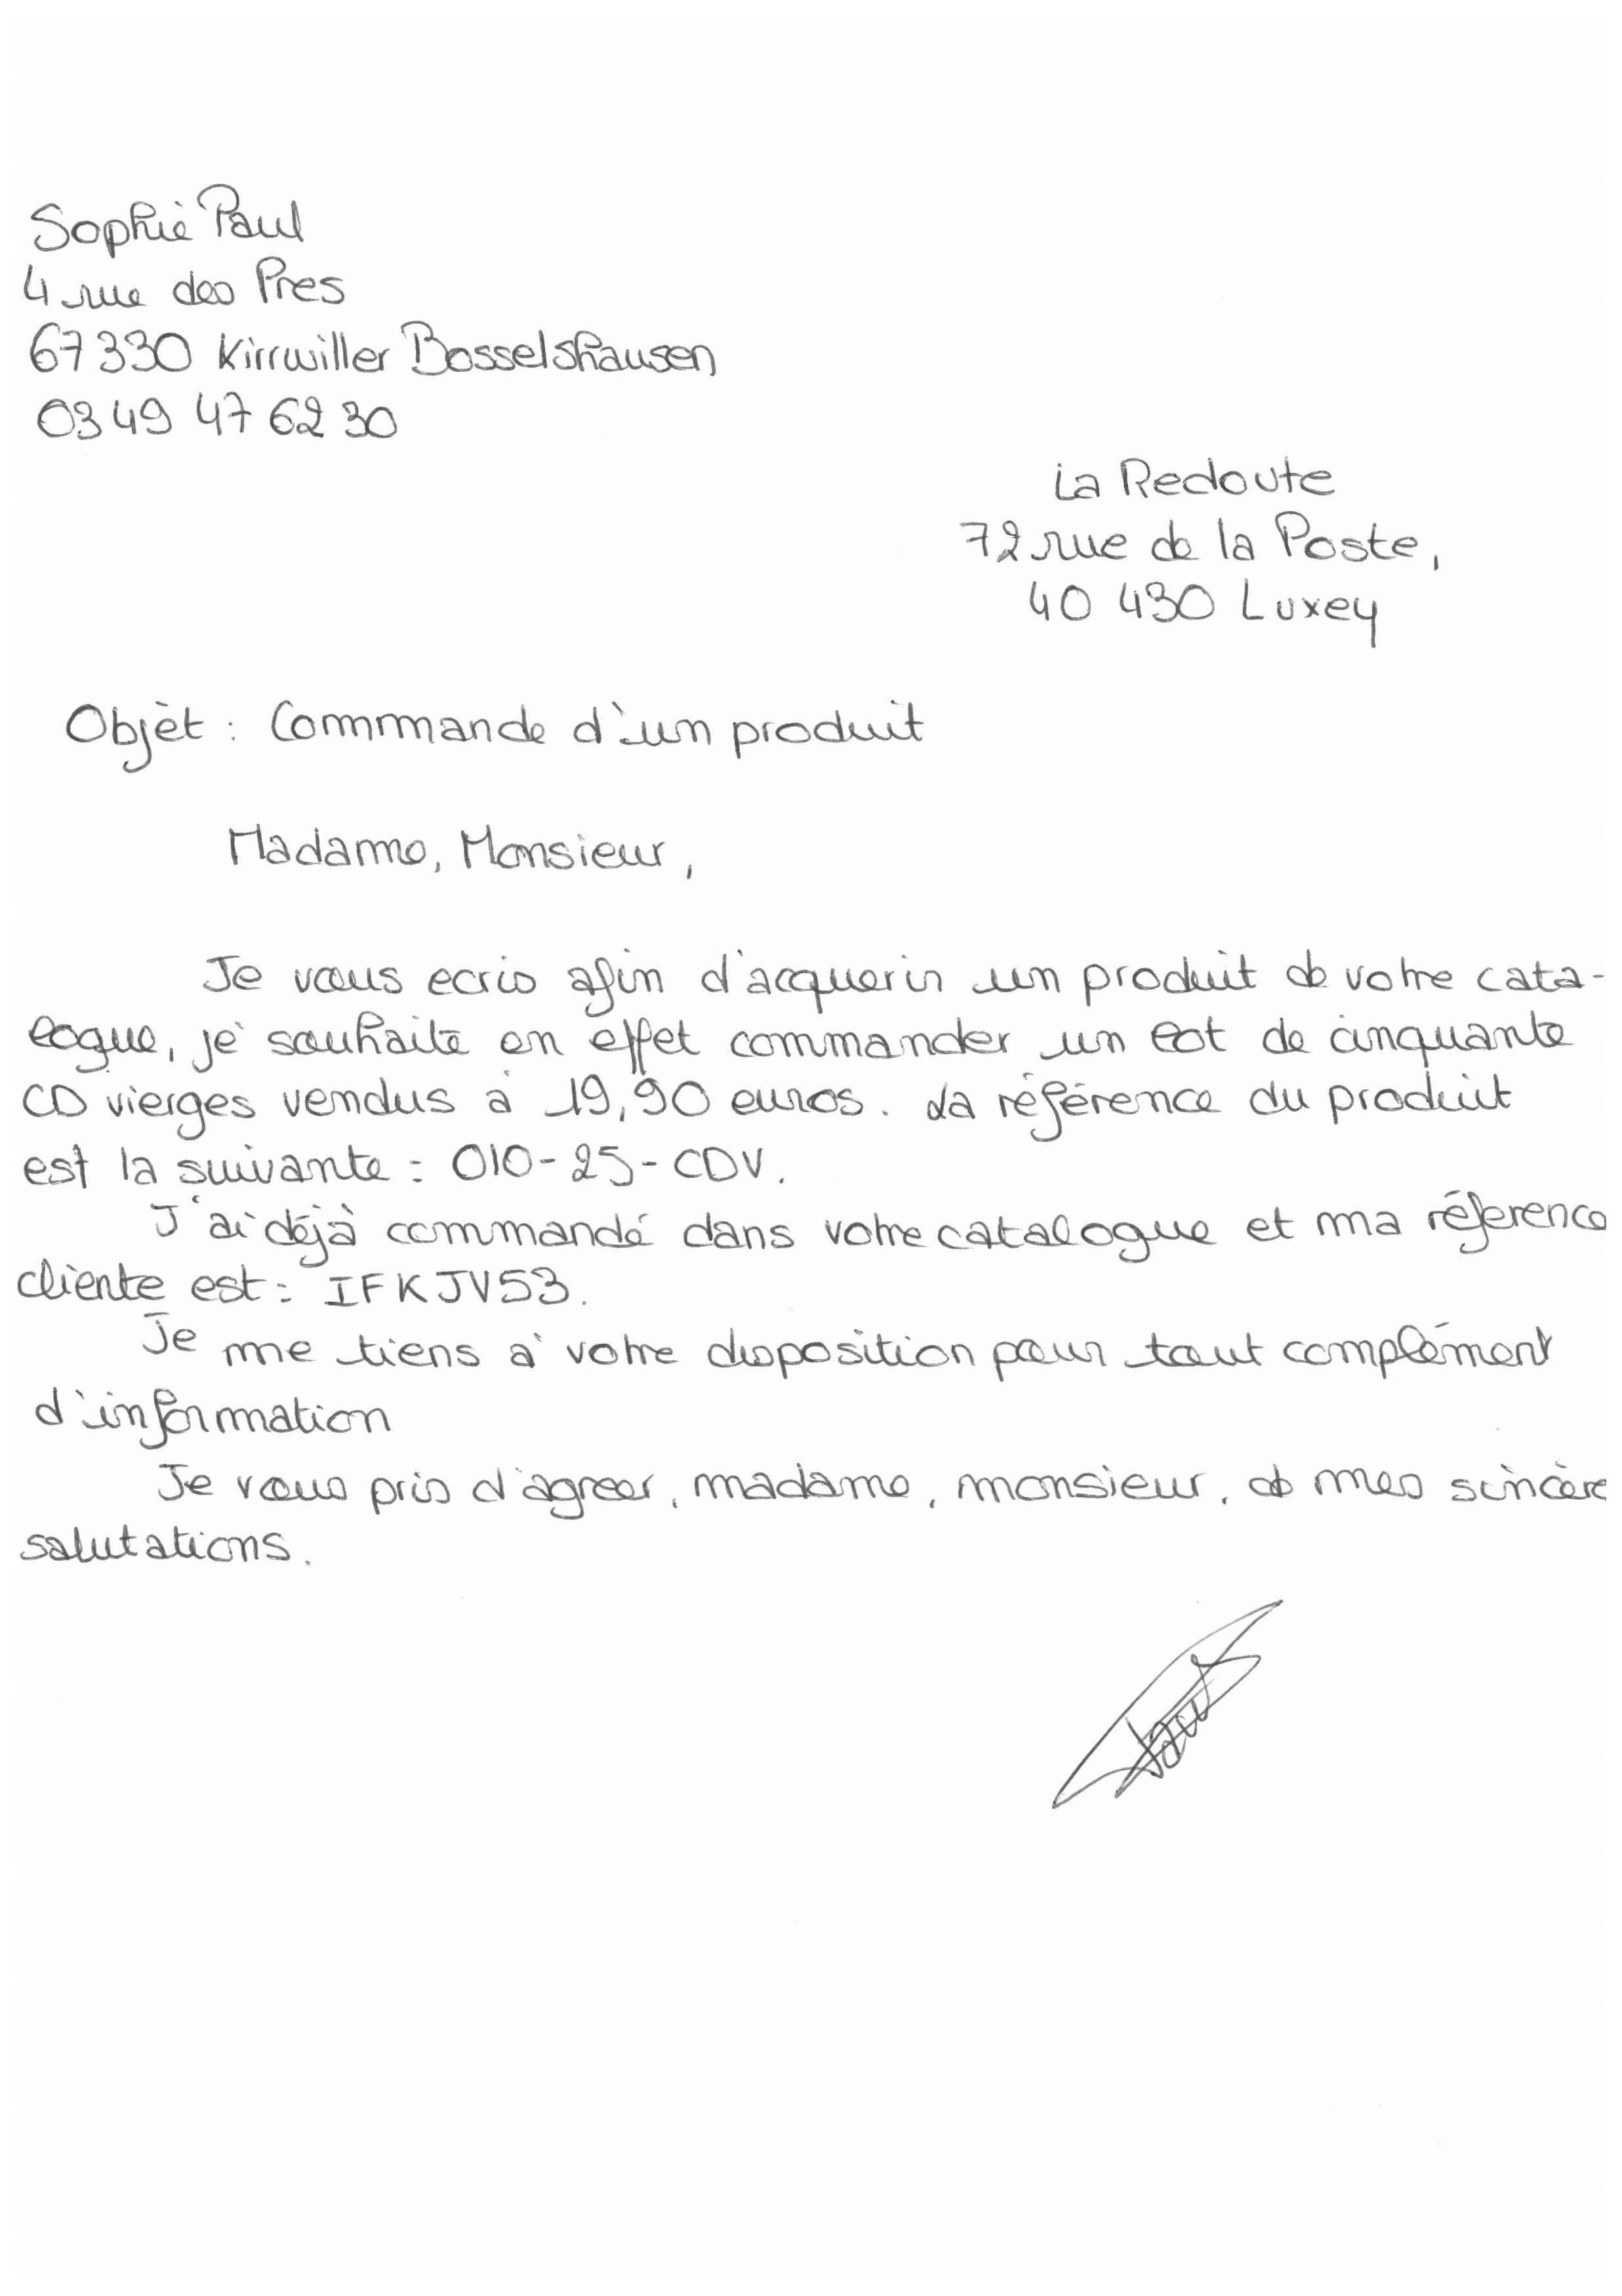 Sophie Paul
4 rue des Pres
67330 Kirrwiller Bosselshausen
03 49 47 62 30
La Redoute
72 rue de la Poste,
40 430 Luxey
Objet : Commande d'un produit
Madame, Monsieur,
Je vous ecris afin d'acquerir un produit de votre cata-
logue, je souhaite en effet commander un lot de cinquante
CD vierges vendus à 19,90 euros. La référence du produit
est la suivante : 010-25-CDV.
J'ai déjà commandé dans votre catalogue et ma réference
cliente est : IFKJV53.
Je me tiens à votre disposition pour tout complément
d'information
Je vous pris d'agreer, madame, monsieur, de mes sincère
salutations.